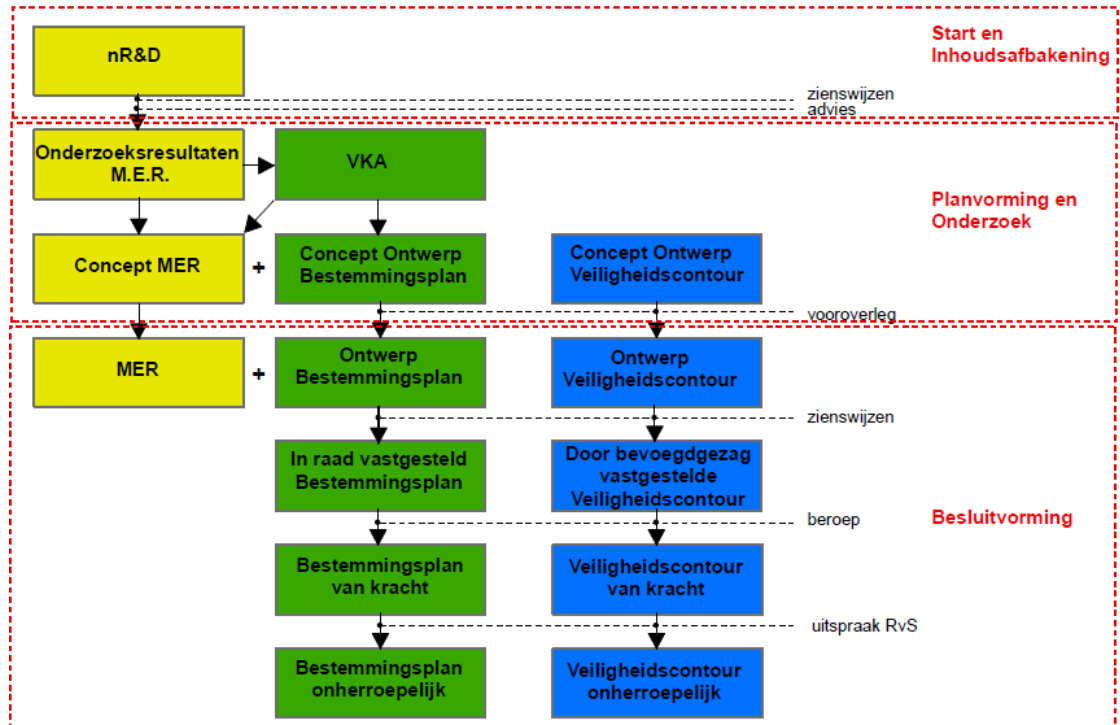 nR&D
Start en
Inhoudsafbakening
zienswijzen
advies
Onderzoeksresultaten
M.E.R.
VKA
Planvorming en
Onderzoek
Concept MER
+
Concept Ontwerp
Bestemmingsplan
Concept Ontwerp
Veiligheidscontour
vooroverleg
MER
+
Ontwerp
Bestemmingsplan
Ontwerp
Veiligheidscontour
zienswijzen
In raad vastgesteld
Bestemmingsplan
Door bevoegdgezag
vastgestelde
Veiligheidscontour
beroep
Besluitvorming
Bestemmingsplan
van kracht
Veiligheidscontour
van kracht
uitspraak RvS
Bestemmingsplan
onherroepelijk
Veiligheidscontour
onherroepelijk